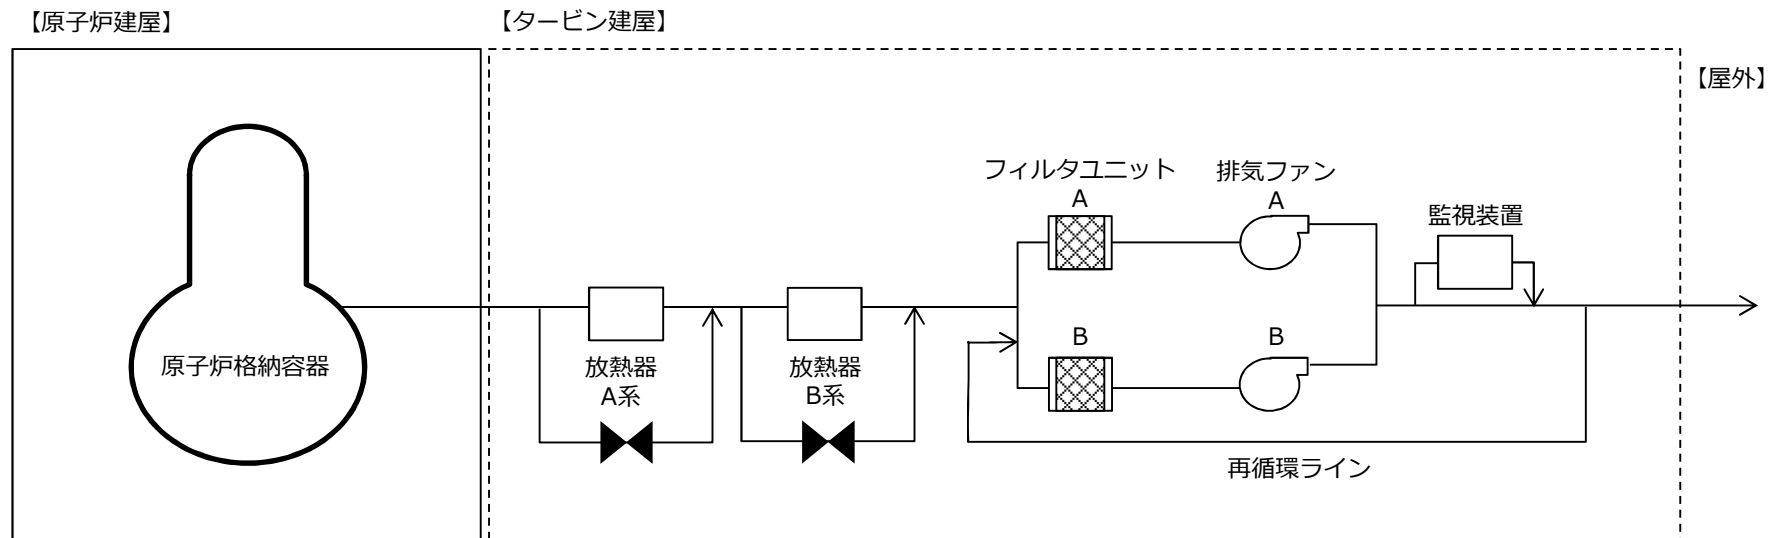 【原子炉建屋】
【タービン建屋】
【屋外】
フィルタユニット
A
排気ファン
A
監視装置
原子炉格納容器
放熱器
A系
放熱器
B系
B
B
再循環ライン